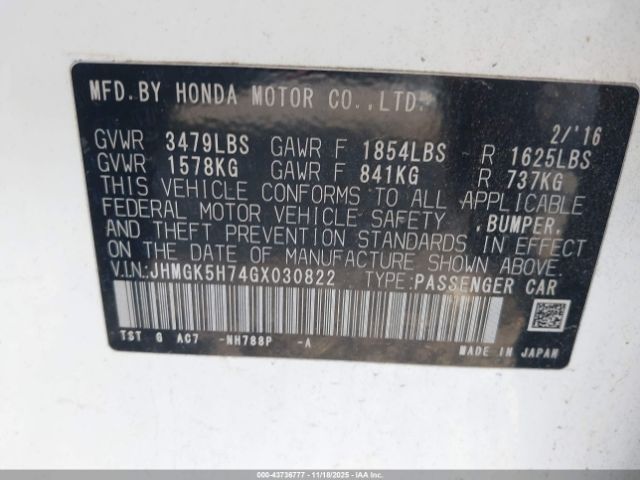 MFD. BY HONDA MOTOR CO., LTD. 2/'16
GVWR 3479LBS GAWR F 1854LBS R 1625LBS
GVWR 1578KG GAWR F 841KG R 737KG
THIS VEHICLE CONFORMS TO ALL APPLICABLE
FEDERAL MOTOR VEHICLE SAFETY , BUMPER,
AND THEFT PREVENTION STANDARDS IN EFFECT
ON THE DATE OF MANUFACTURE SHOWN ABOVE.
V.IN.:JHMGK5H74GX030822 TYPE:PASSENGER CAR
TST G AC7 -NH788P -A MADE IN JAPAN
000-43736777 11/18/2025 IAAI.CA